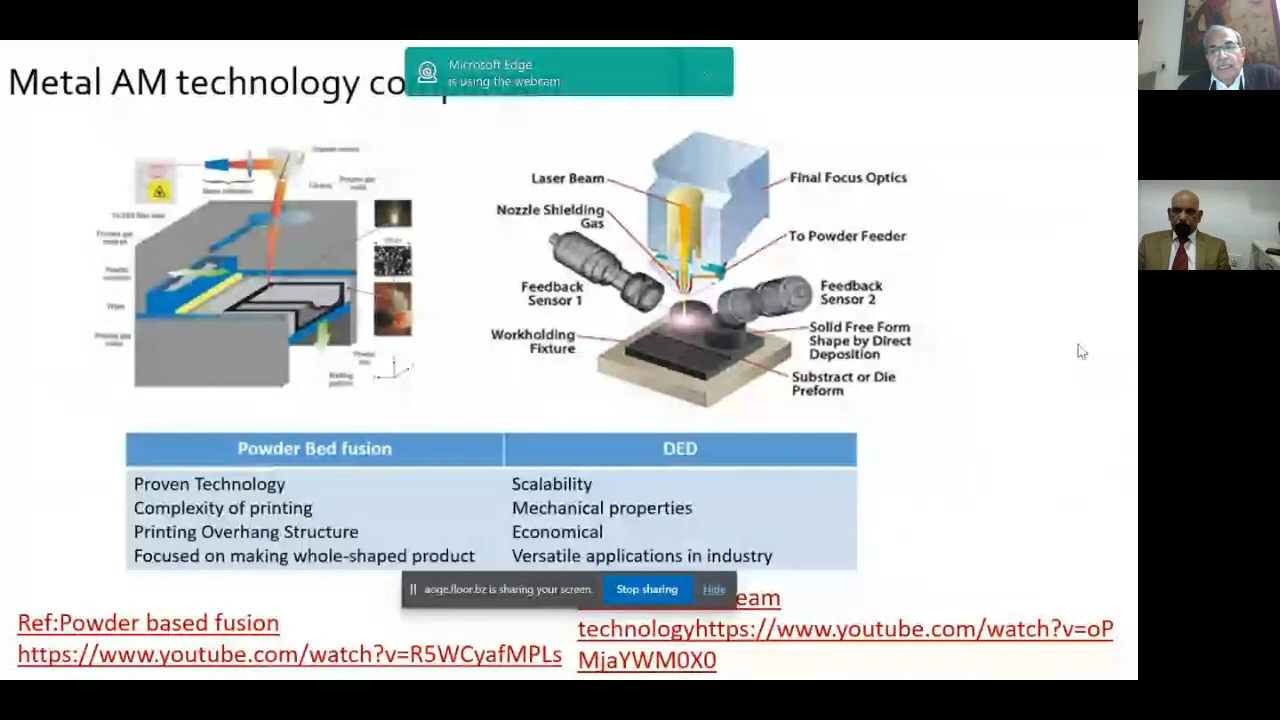 Microsoft Edge
is using the webcam
Metal AM technology co
Laser Beam
Final Focus Optics
Nozzle Shielding
Gas
To Powder Feeder
Feedback
Sensor 1
Feedback
Sensor 2
Workholding
Fixture
Solid Free Form
Shape by Direct
Deposition
Substract or Die
Preform
Powder Bed fusion
DED
Proven Technology
Scalability
Complexity of printing
Mechanical properties
Printing Overhang Structure
Economical
Focused on making whole-shaped product
Versatile applications in industry
aoge.floor.bz is sharing your screen.
Stop sharing
Hide
eam
Ref:Powder based fusion
technologyhttps://www.youtube.com/watch?v=oP
https://www.youtube.com/watch?v=R5WCyafMPLs
MjaYWM0X0